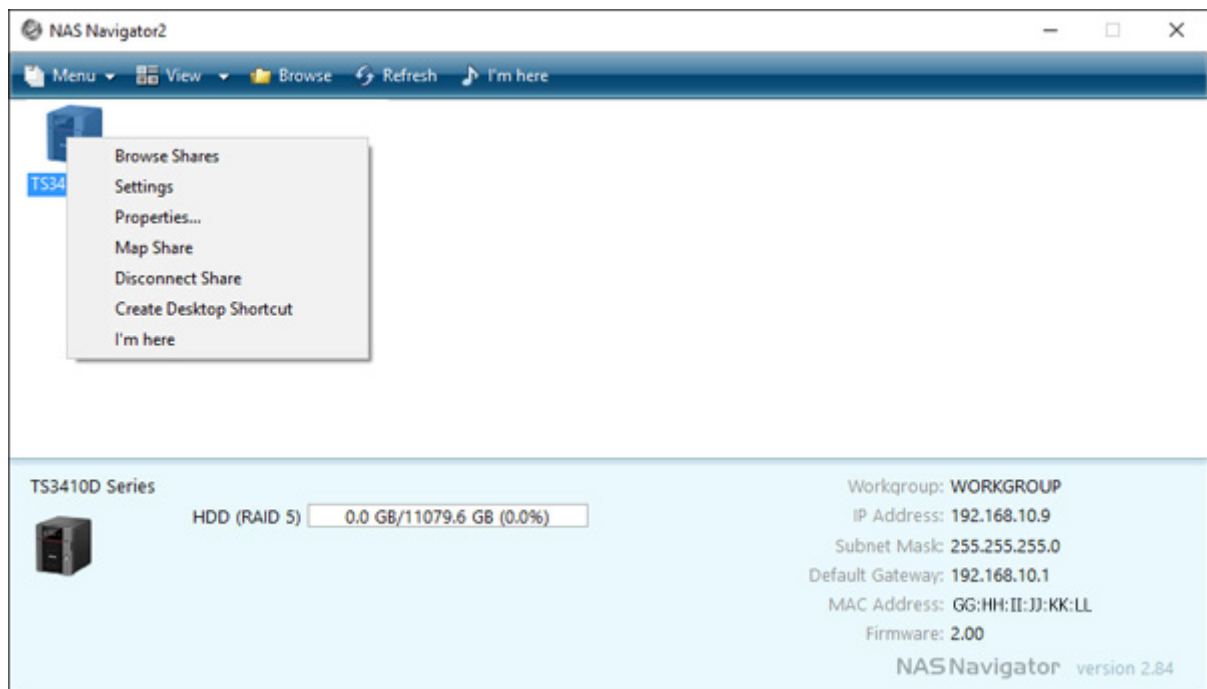 NAS Navigator2
Menu View Browse Refresh I'm here
TS34
Browse Shares
Settings
Properties...
Map Share
Disconnect Share
Create Desktop Shortcut
I'm here
TS3410D Series
HDD (RAID 5) 0.0 GB/11079.6 GB (0.0%)
Workgroup: WORKGROUP
IP Address: 192.168.10.9
Subnet Mask: 255.255.255.0
Default Gateway: 192.168.10.1
MAC Address: GG:HH:II:JJ:KK:LL
Firmware: 2.00
NAS Navigator version 2.84